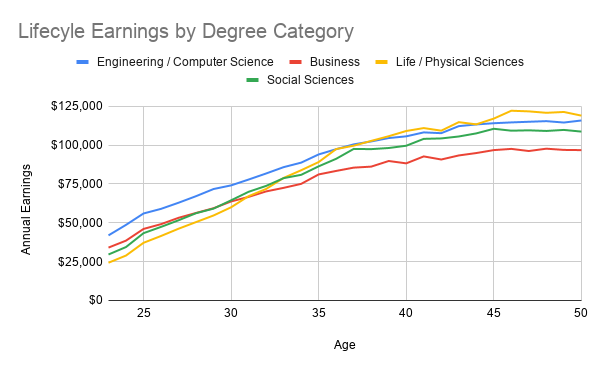 Lifecyle Earnings by Degree Category
Engineering / Computer Science Business Life / Physical Sciences
Social Sciences
$125,000
$100,000
$75,000
$50,000
$25,000
$0
Annual Earnings
25 30 35 40 45 50
Age